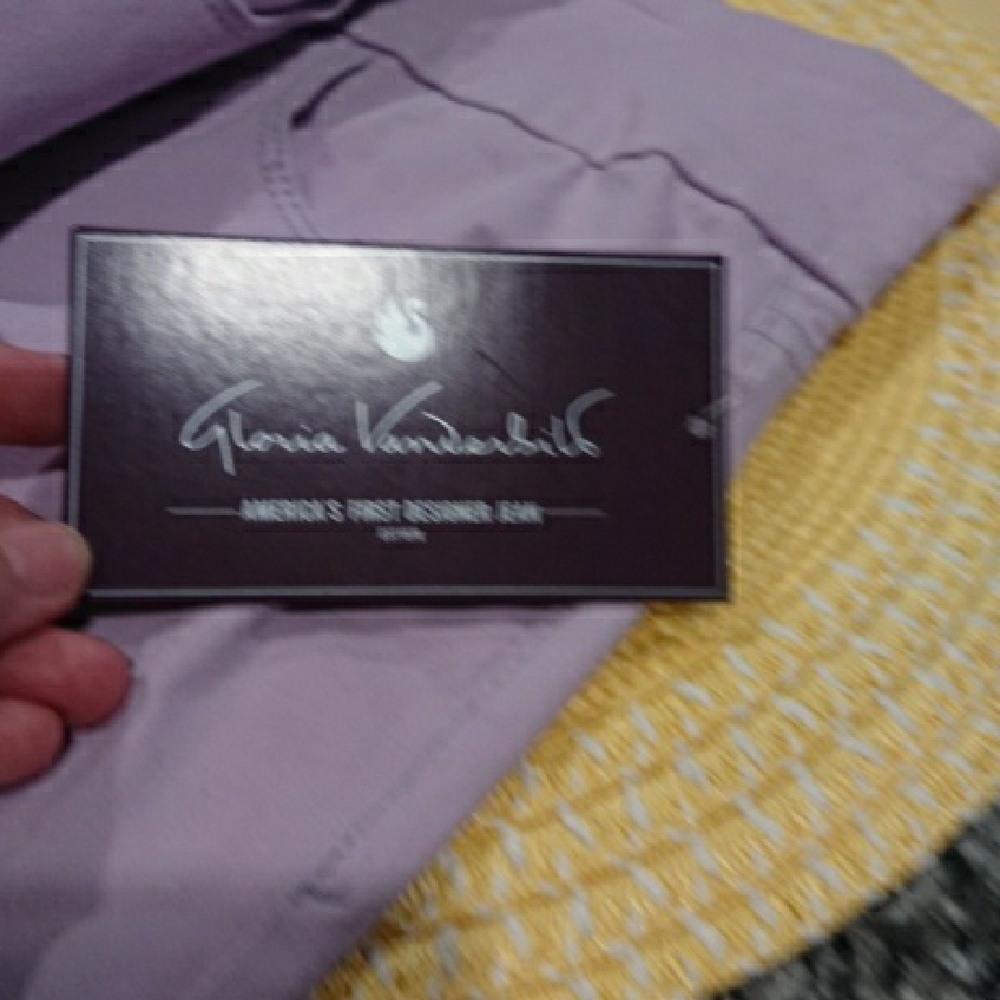 Gloria Vanderbilt
AMERICA'S FIRST DESIGNER JEAN